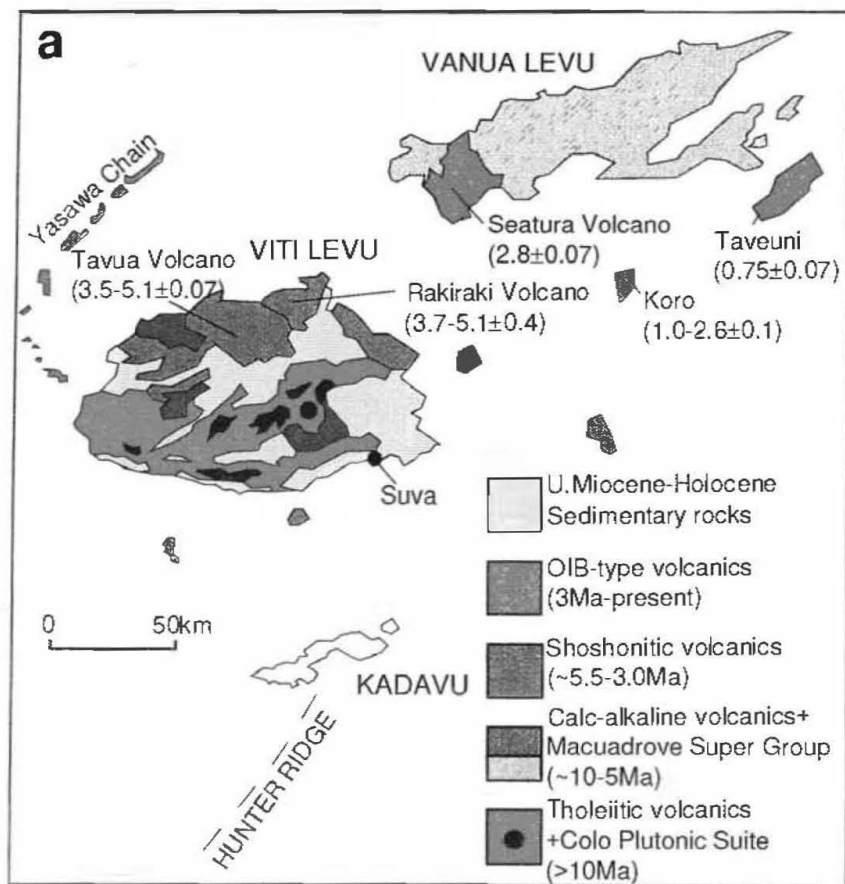 a
VANUA LEVU
Yasawa Chain
Seatura Volcano
(2.8±0.07)
Taveuni
(0.75±0.07)
VITI LEVU
Tavua Volcano
(3.5-5.1±0.07)
Rakiraki Volcano
(3.7-5.1±0.4)
Koro
(1.0-2.6±0.1)
Suva
U.Miocene-Holocene
Sedimentary rocks
OIB-type volcanics
(3Ma-present)
Shoshonitic volcanics
(~5.5-3.0Ma)
Calc-alkaline volcanics+
Macuadrove Super Group
(~10-5Ma)
Tholeiitic volcanics
+Colo Plutonic Suite
(>10Ma)
0 50km
KADAVU
HUNTER RIDGE